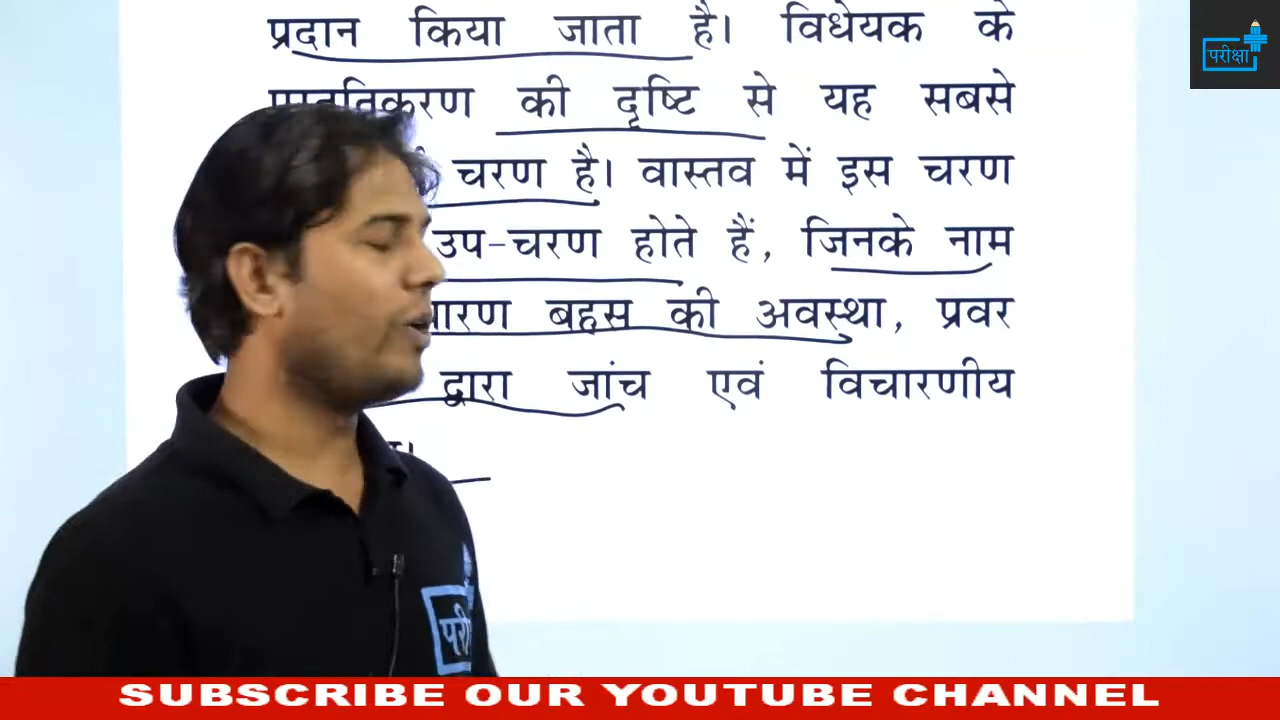 प्रदान किया जाता है। विधेयक के
परीक्षा
की दृष्टि से यह सबसे
चरण है। वास्तव में इस चरण
उप-चरण होते हैं, जिनके नाम
बहस की अवस्था, प्रवर
द्वारा जांच एवं विचारणीय
SUBSCRIBE OUR YOUTUBE CHANNEL